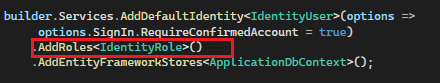 builder.Services.AddDefaultIdentity<IdentityUser>(options =>
options.SignIn.RequireConfirmedAccount = true)
.AddRoles<IdentityRole>()
.AddEntityFrameworkStores<ApplicationDbContext>();